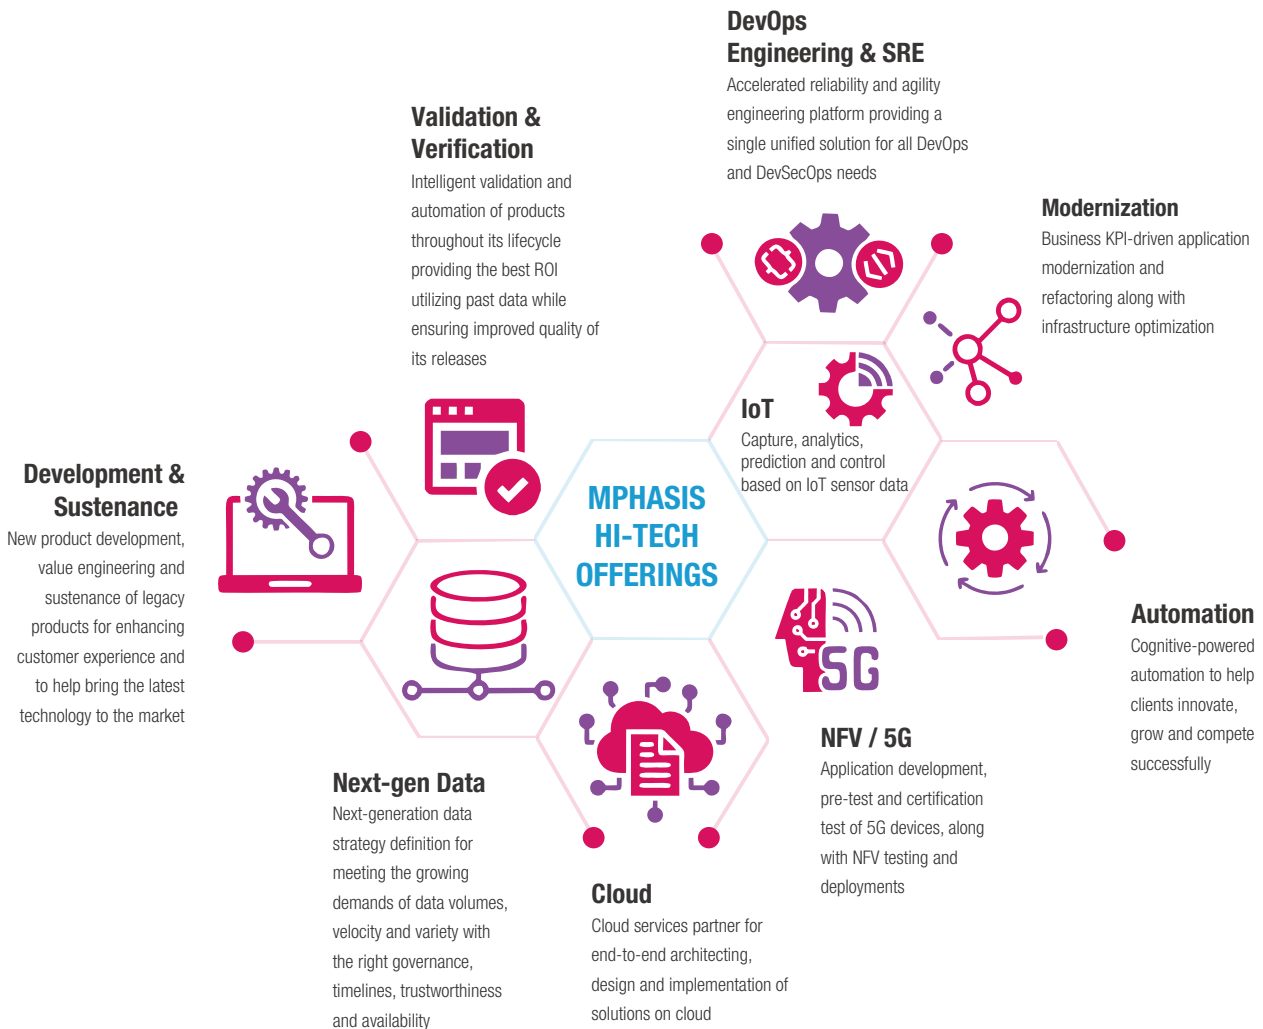 DevOps
Engineering & SRE
Accelerated reliability and agility
engineering platform providing a
single unified solution for all DevOps
and DevSecOps needs
Validation &
Verification
Intelligent validation and
automation of products
throughout its lifecycle
providing the best ROI
utilizing past data while
ensuring improved quality of
its releases
Modernization
Business KPI-driven application
modernization and
refactoring along with
infrastructure optimization
IoT
Capture, analytics,
prediction and control
based on IoT sensor data
Development &
Sustenance
New product development,
value engineering and
sustenance of legacy
products for enhancing
customer experience and
to help bring the latest
technology to the market
MPHASIS
HI-TECH
OFFERINGS
5G
Automation
Cognitive-powered
automation to help
clients innovate,
grow and compete
successfully
NFV / 5G
Application development,
pre-test and certification
test of 5G devices, along
with NFV testing and
deployments
Next-gen Data
Next-generation data
strategy definition for
meeting the growing
demands of data volumes,
velocity and variety with
the right governance,
timelines, trustworthiness
and availability
Cloud
Cloud services partner for
end-to-end architecting,
design and implementation of
solutions on cloud